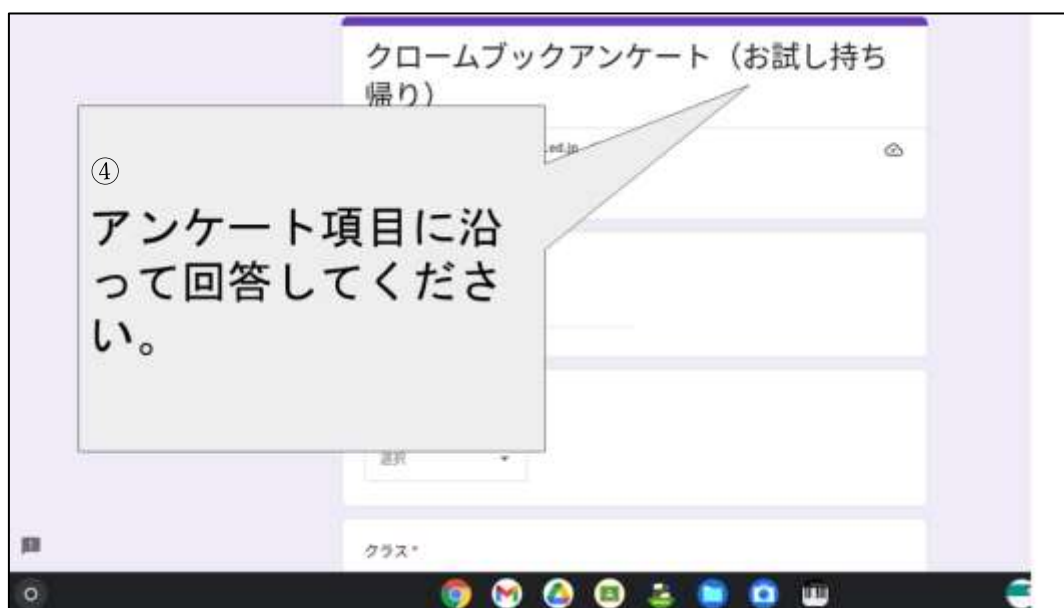 クロームブックアンケート（お試し持ち
帰り）
.ed.jp
④
アンケート項目に沿
って回答してくださ
い。
選択
クラス*